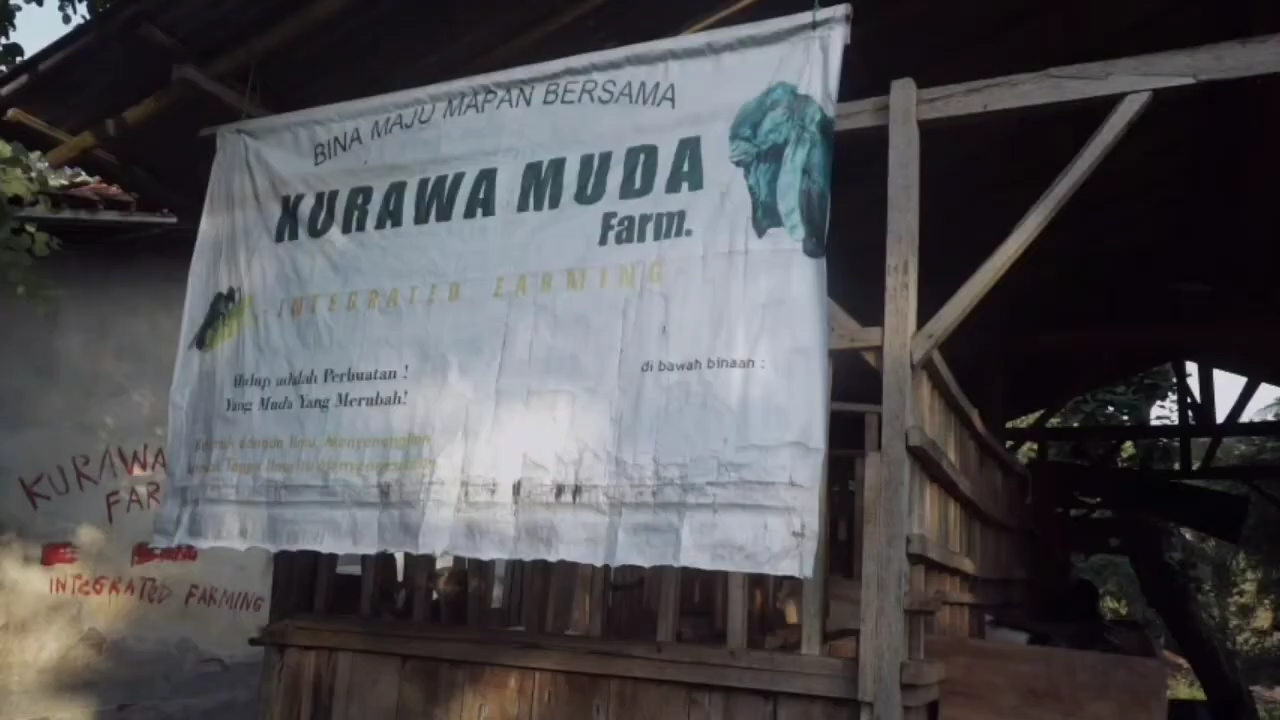 BINA MAJU MAPAN BERSAMA
KURAWA MUDA
Farm.
INTEGRATED FARMING
Hidup adalah Perbuatan !
Yang Muda Yang Merubah!
di bawah binaan :
KURAWA
FAR
INTEGRATED FARMING